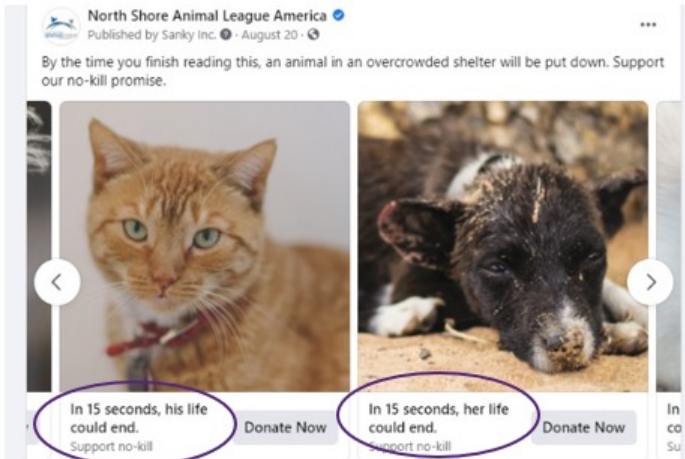 North Shore Animal League America
Published by Sanky Inc. · August 20 ·
By the time you finish reading this, an animal in an overcrowded shelter will be put down. Support
our no-kill promise.
In 15 seconds, his life
could end.
Donate Now
Support no-kill
In 15 seconds, her life
could end.
Donate Now
Support no-kill
In
co
Su